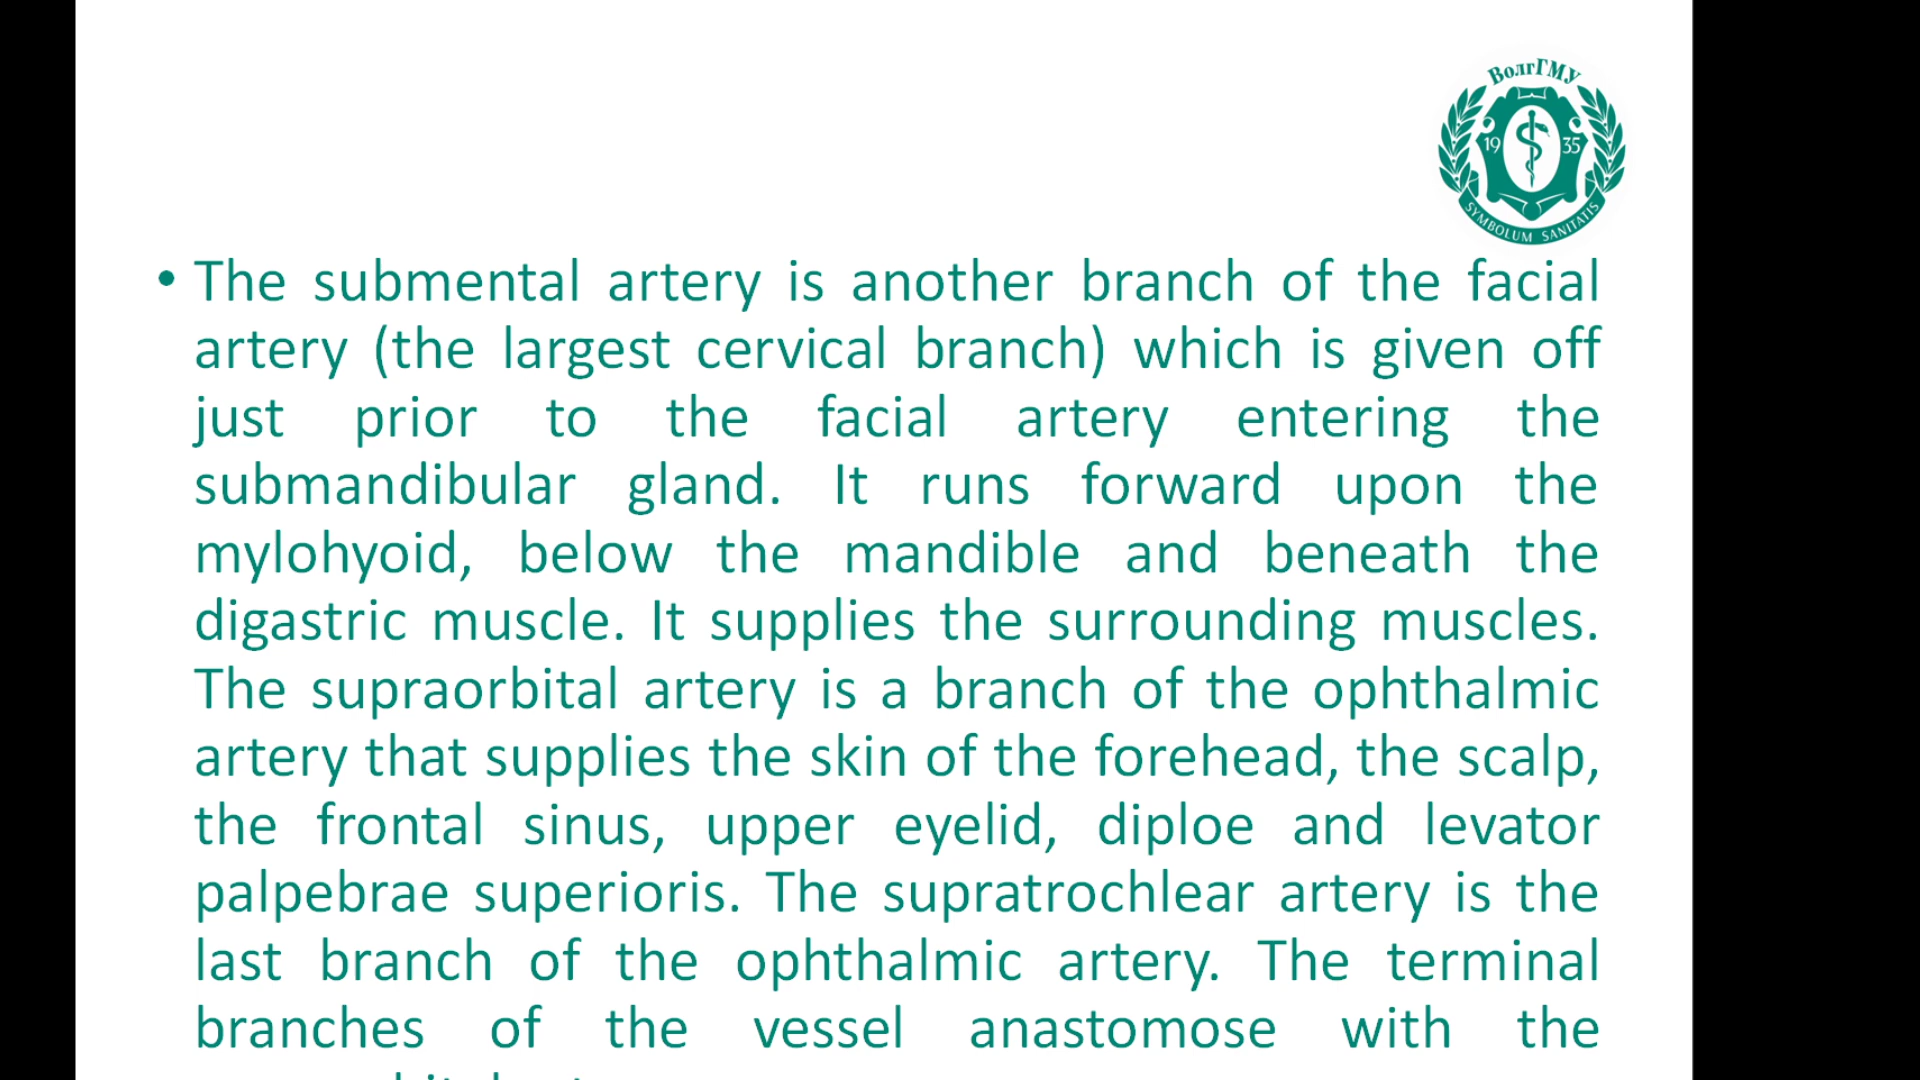 ВолгГМУ
19 35
SYMBOLUM SANITATIS
• The submental artery is another branch of the facial
artery (the largest cervical branch) which is given off
just prior to the facial artery entering the
submandibular gland. It runs forward upon the
mylohyoid, below the mandible and beneath the
digastric muscle. It supplies the surrounding muscles.
The supraorbital artery is a branch of the ophthalmic
artery that supplies the skin of the forehead, the scalp,
the frontal sinus, upper eyelid, diploe and levator
palpebrae superioris. The supratrochlear artery is the
last branch of the ophthalmic artery. The terminal
branches of the vessel anastomose with the